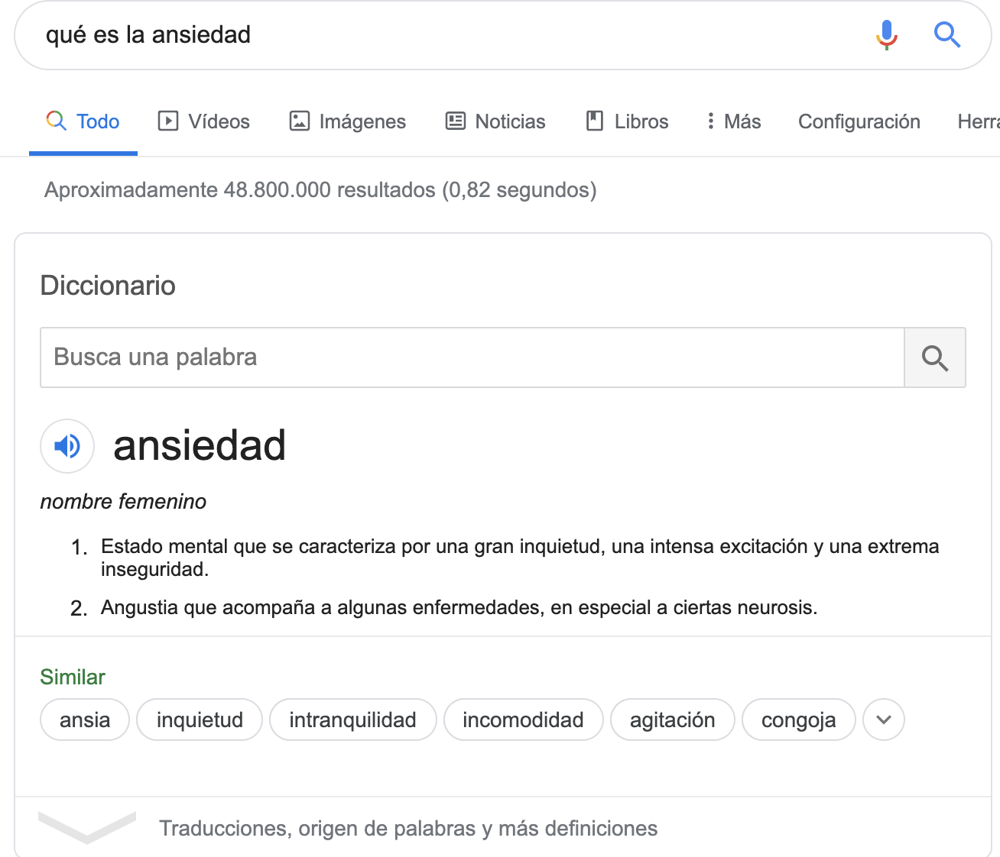 qué es la ansiedad
Todo Vídeos Imágenes Noticias Libros Más Configuración Herra
Aproximadamente 48.800.000 resultados (0,82 segundos)
Diccionario
Busca una palabra
ansiedad
nombre femenino
1. Estado mental que se caracteriza por una gran inquietud, una intensa excitación y una extrema
inseguridad.
2. Angustia que acompaña a algunas enfermedades, en especial a ciertas neurosis.
Similar
ansia inquietud intranquilidad incomodidad agitación congoja
Traducciones, origen de palabras y más definiciones